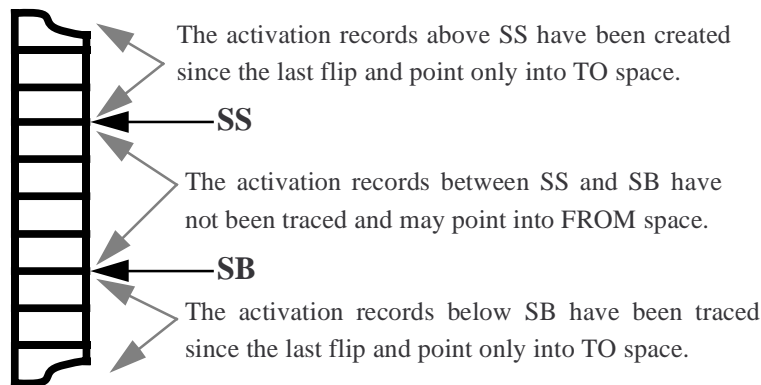 The activation records above SS have been created
since the last flip and point only into TO space.
SS
The activation records between SS and SB have
not been traced and may point into FROM space.
SB
The activation records below SB have been traced
since the last flip and point only into TO space.